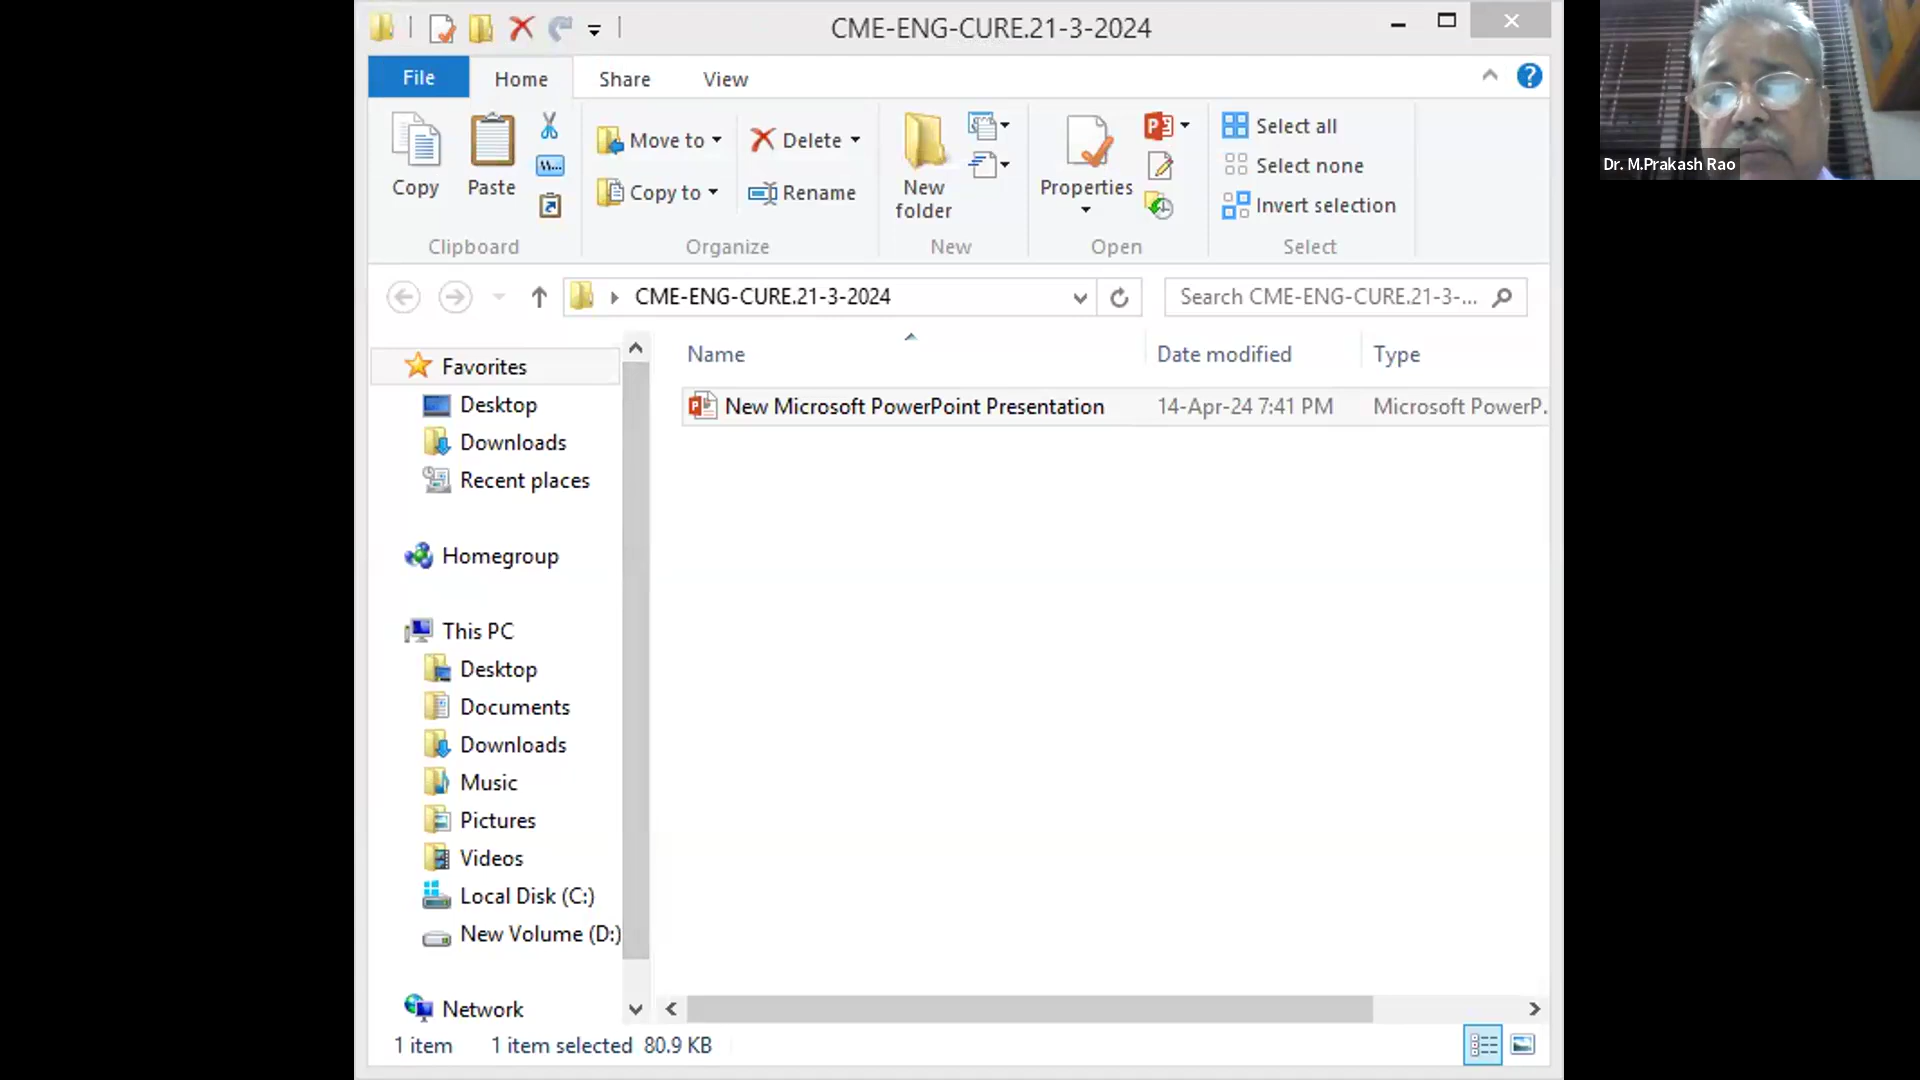 CME-ENG-CURE.21-3-2024
File Home Share View
Copy
Paste
W...
Move to
Copy to
Delete
Rename
New
folder
Properties
Select all
Select none
Invert selection
Clipboard Organize New Open Select
CME-ENG-CURE.21-3-2024
Search CME-ENG-CURE.21-3-...
Name Date modified Type
New Microsoft PowerPoint Presentation 14-Apr-24 7:41 PM Microsoft PowerP.
Favorites
Desktop
Downloads
Recent places
Homegroup
This PC
Desktop
Documents
Downloads
Music
Pictures
Videos
Local Disk (C:)
New Volume (D:)
Network
1 item 1 item selected 80.9 KB
Dr. M.Prakash Rao